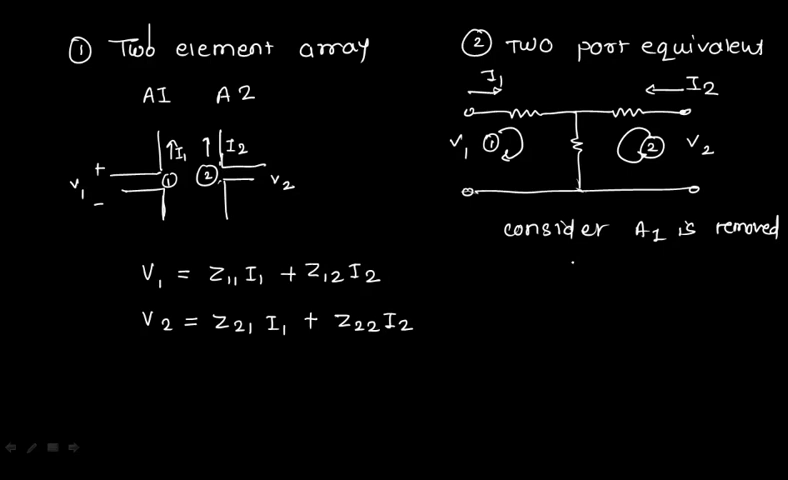 ① Two element array
A1 A2
I1 I2
+
V1 ① ② V2
-
V1 = Z11 I1 + Z12 I2
V2 = Z21 I1 + Z22 I2
② TWO port equivalent
I1 I2
V1 ① ② V2
consider A1 is removed